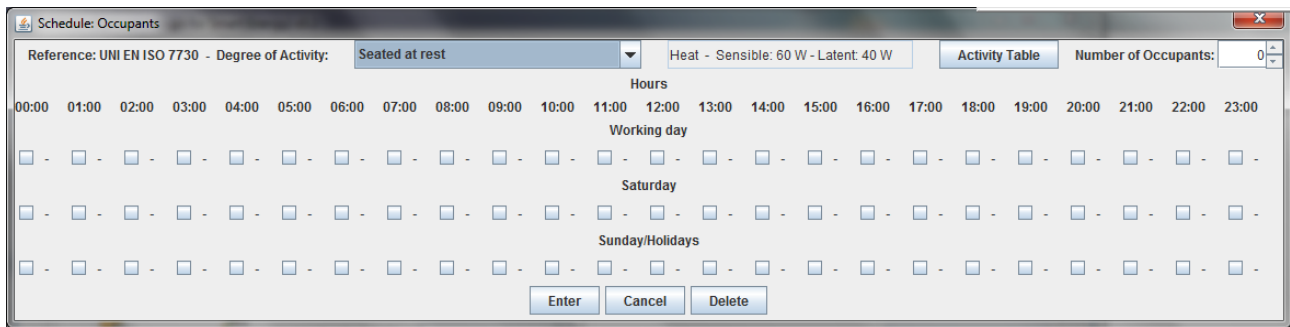 Schedule: Occupants
Reference: UNI EN ISO 7730 - Degree of Activity: Seated at rest Heat - Sensible: 60 W - Latent: 40 W Activity Table Number of Occupants: 0
Hours
00:00 01:00 02:00 03:00 04:00 05:00 06:00 07:00 08:00 09:00 10:00 11:00 12:00 13:00 14:00 15:00 16:00 17:00 18:00 19:00 20:00 21:00 22:00 23:00
Working day
- - - - - - - - - - - - - - - - - - - - - - - -
Saturday
- - - - - - - - - - - - - - - - - - - - - - - -
Sunday/Holidays
- - - - - - - - - - - - - - - - - - - - - - - -
Enter Cancel Delete